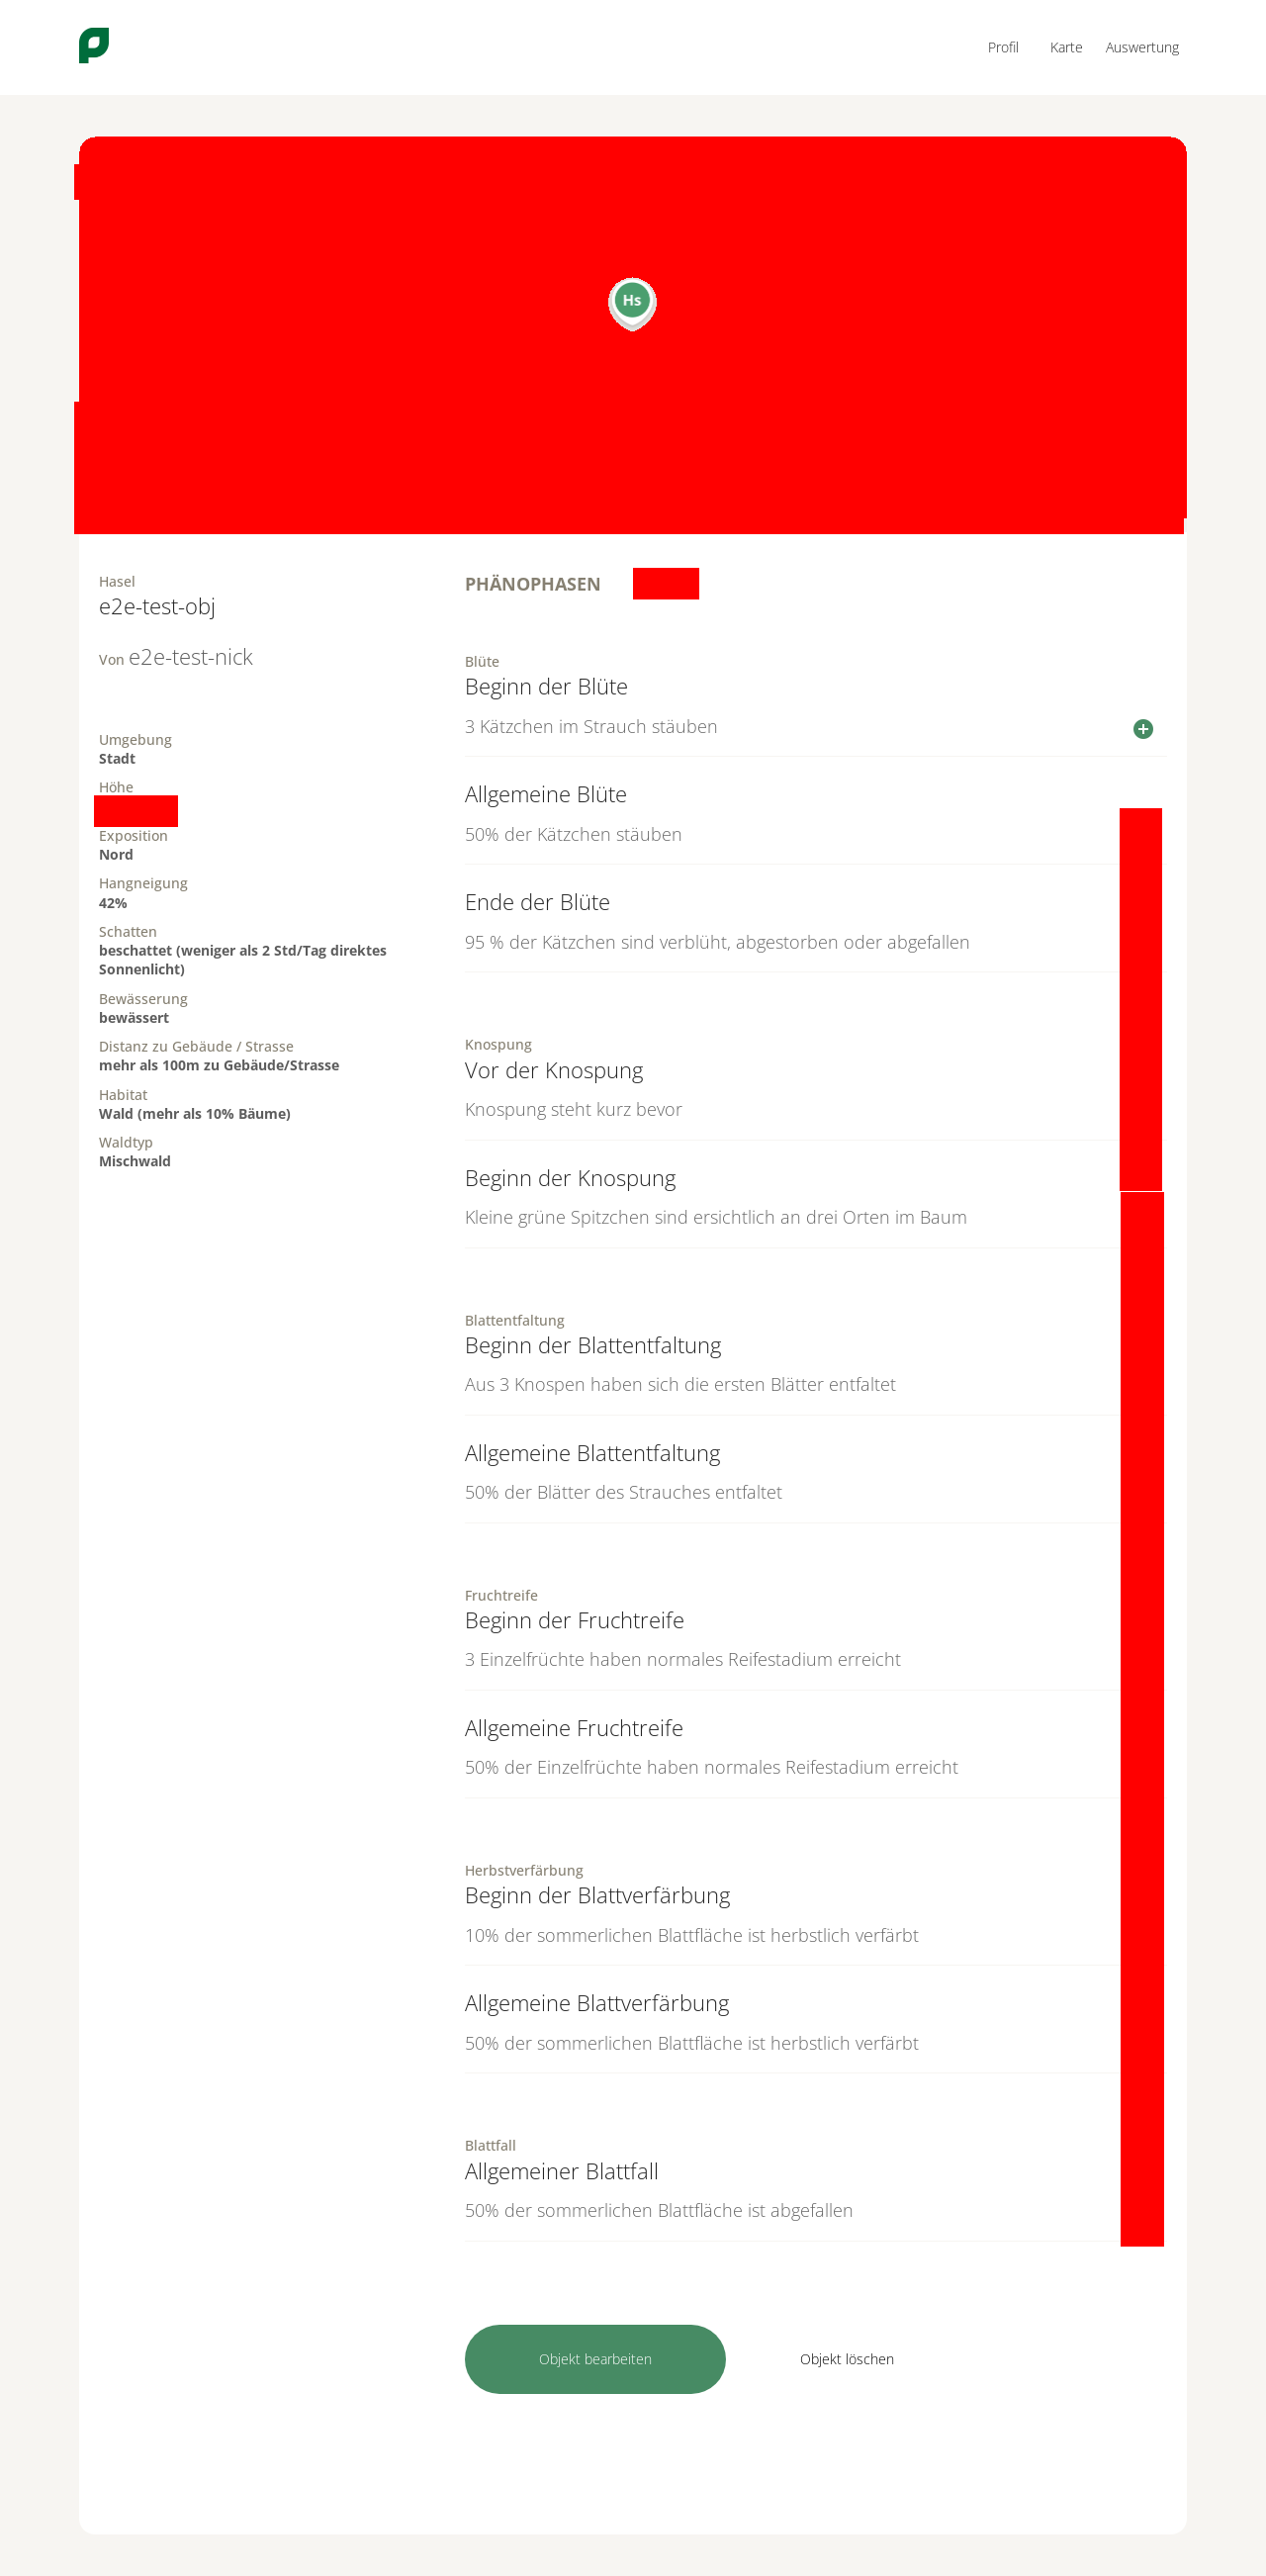 Profil Karte Auswertung
Hs
Hasel
e2e-test-obj
Von e2e-test-nick
Umgebung
Stadt
Höhe
Exposition
Nord
Hangneigung
42%
Schatten
beschattet (weniger als 2 Std/Tag direktes
Sonnenlicht)
Bewässerung
bewässert
Distanz zu Gebäude / Strasse
mehr als 100m zu Gebäude/Strasse
Habitat
Wald (mehr als 10% Bäume)
Waldtyp
Mischwald
PHÄNOPHASEN
Blüte
Beginn der Blüte
3 Kätzchen im Strauch stäuben
Allgemeine Blüte
50% der Kätzchen stäuben
Ende der Blüte
95 % der Kätzchen sind verblüht, abgestorben oder abgefallen
Knospung
Vor der Knospung
Knospung steht kurz bevor
Beginn der Knospung
Kleine grüne Spitzchen sind ersichtlich an drei Orten im Baum
Blattentfaltung
Beginn der Blattentfaltung
Aus 3 Knospen haben sich die ersten Blätter entfaltet
Allgemeine Blattentfaltung
50% der Blätter des Strauches entfaltet
Fruchtreife
Beginn der Fruchtreife
3 Einzelfrüchte haben normales Reifestadium erreicht
Allgemeine Fruchtreife
50% der Einzelfrüchte haben normales Reifestadium erreicht
Herbstverfärbung
Beginn der Blattverfärbung
10% der sommerlichen Blattfläche ist herbstlich verfärbt
Allgemeine Blattverfärbung
50% der sommerlichen Blattfläche ist herbstlich verfärbt
Blattfall
Allgemeiner Blattfall
50% der sommerlichen Blattfläche ist abgefallen
Objekt bearbeiten Objekt löschen